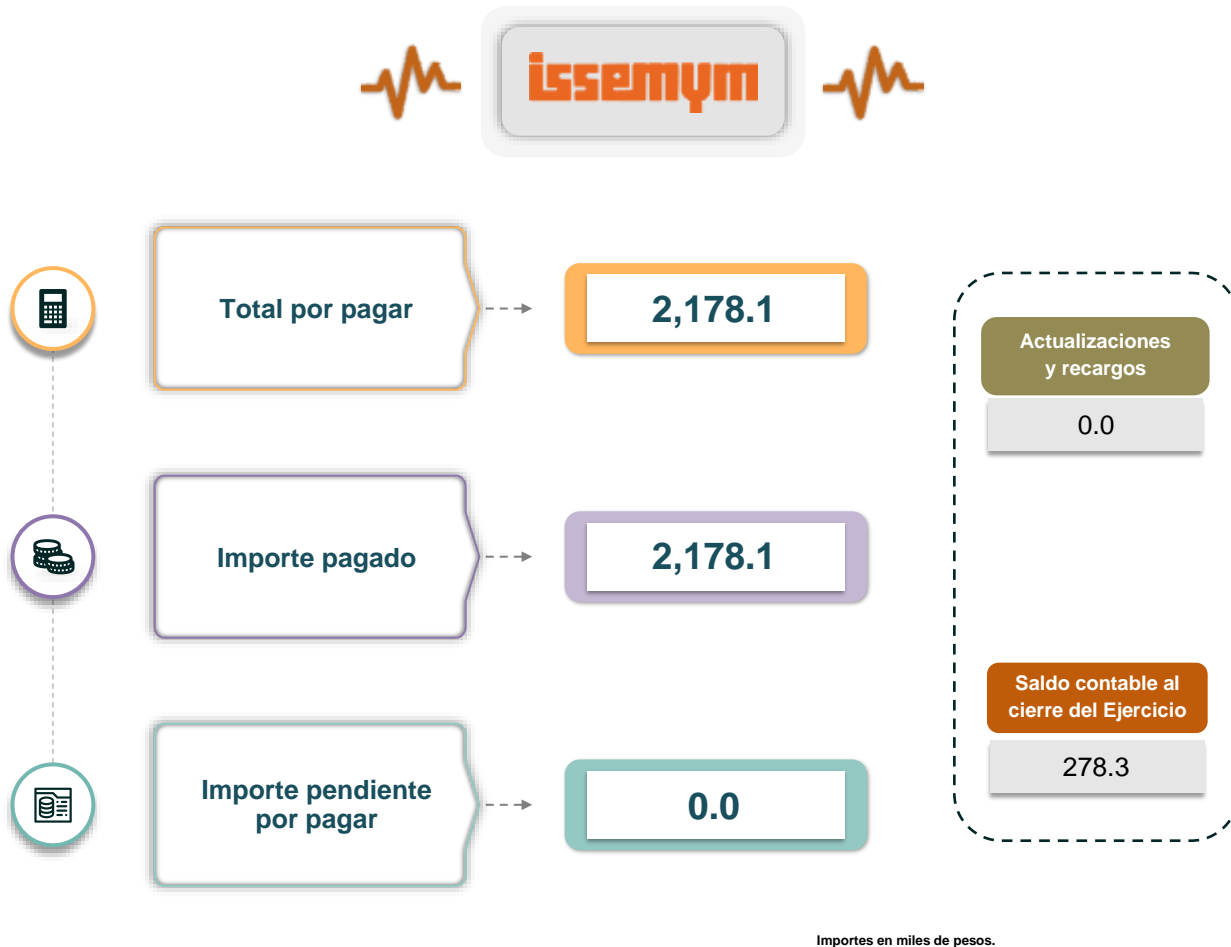 issemym
Total por pagar
2,178.1
Actualizaciones
y recargos
0.0
Importe pagado
2,178.1
Saldo contable al
cierre del Ejercicio
278.3
Importe pendiente
por pagar
0.0
Importes en miles de pesos.